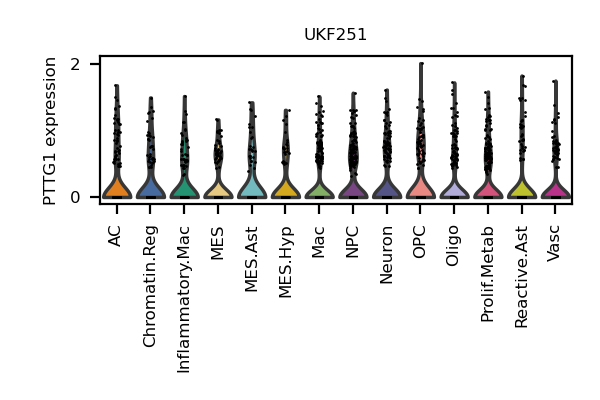 UKF251
PTTG1 expression
2
0
AC
Chromatin.Reg
Inflammatory.Mac
MES
MES.Ast
MES.Hyp
Mac
NPC
Neuron
OPC
Oligo
Prolif.Metab
Reactive.Ast
Vasc